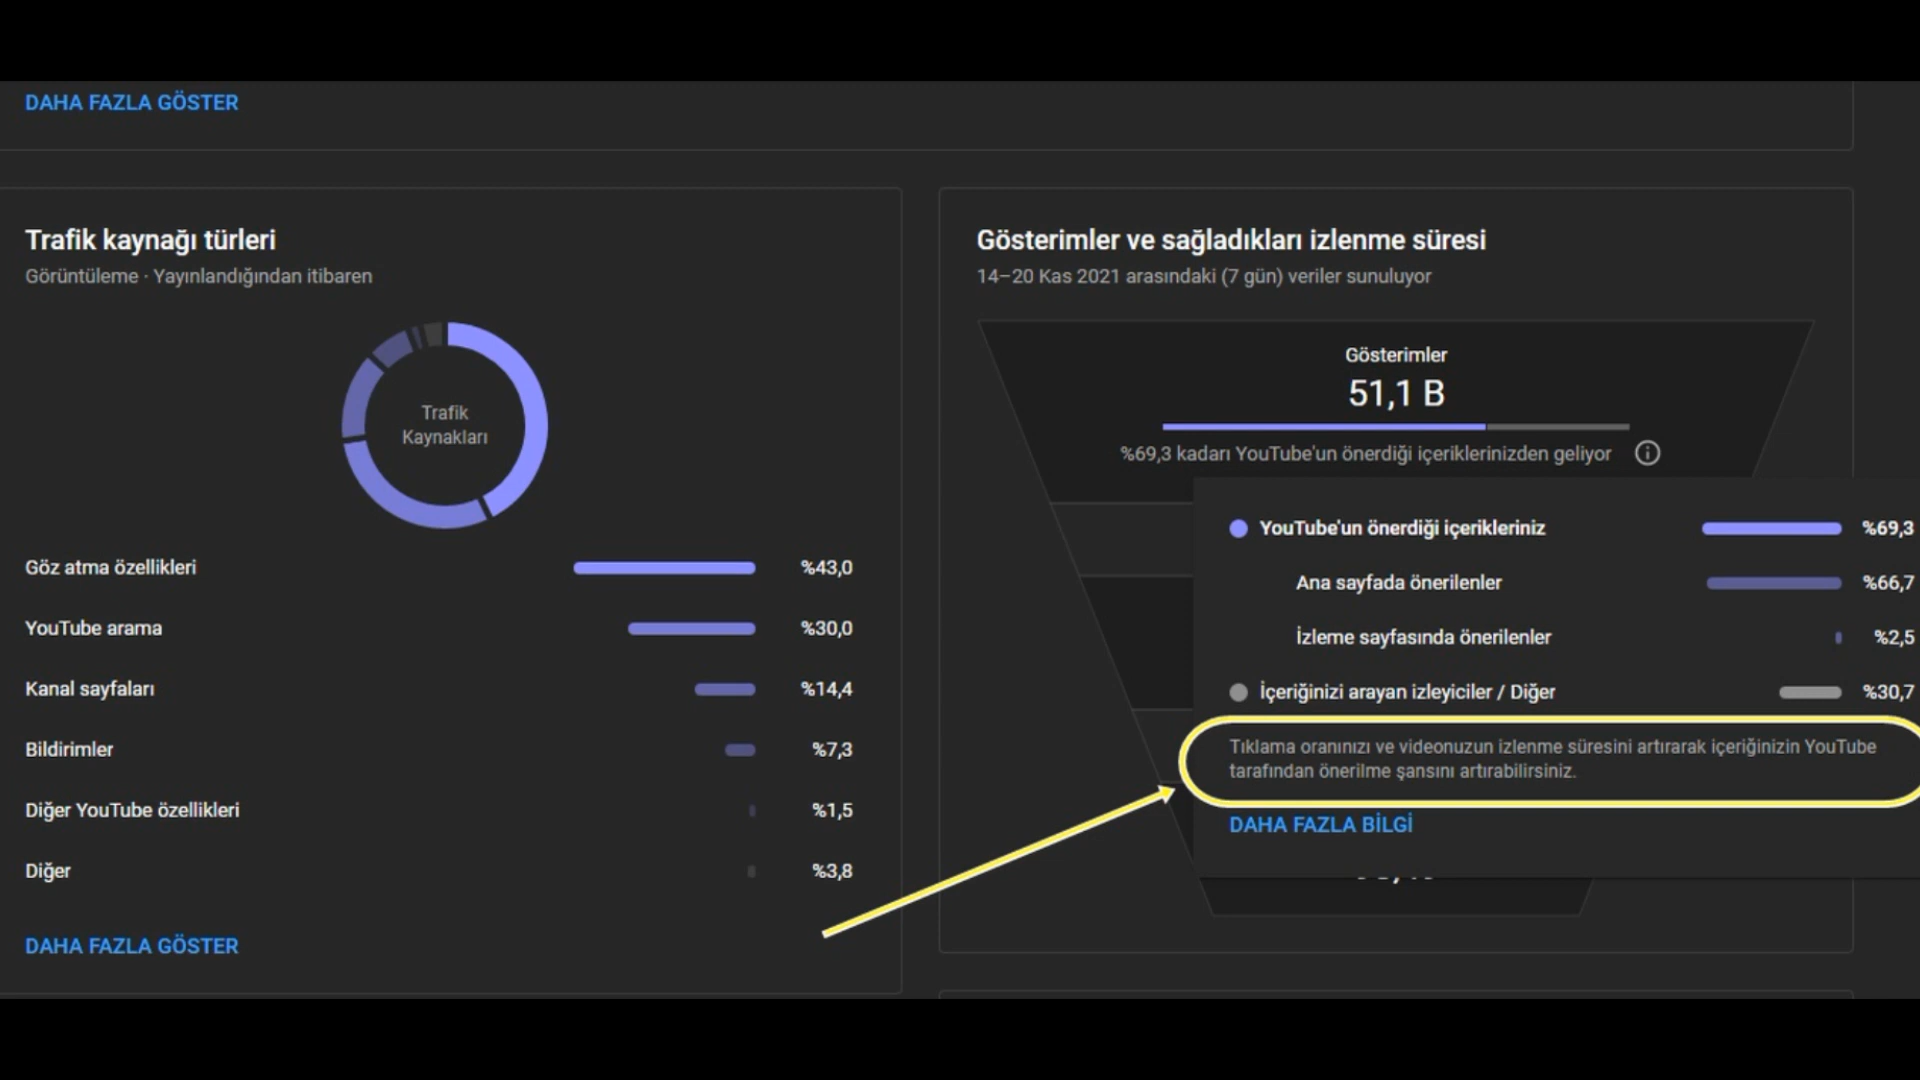 DAHA FAZLA GÖSTER
Trafik kaynağı türleri
Görüntüleme · Yayınlandığından itibaren
Trafik
Kaynakları
Göz atma özellikleri %43,0
YouTube arama %30,0
Kanal sayfaları %14,4
Bildirimler %7,3
Diğer YouTube özellikleri %1,5
Diğer %3,8
DAHA FAZLA GÖSTER
Gösterimler ve sağladıkları izlenme süresi
14–20 Kas 2021 arasındaki (7 gün) veriler sunuluyor
Gösterimler
51,1 B
%69,3 kadarı YouTube'un önerdiği içeriklerinizden geliyor
YouTube'un önerdiği içerikleriniz %69,3
Ana sayfada önerilenler %66,7
İzleme sayfasında önerilenler %2,5
İçeriğinizi arayan izleyiciler / Diğer %30,7
Tıklama oranınızı ve videonuzun izlenme süresini artırarak içeriğinizin YouTube
tarafından önerilme şansını artırabilirsiniz.
DAHA FAZLA BİLGİ